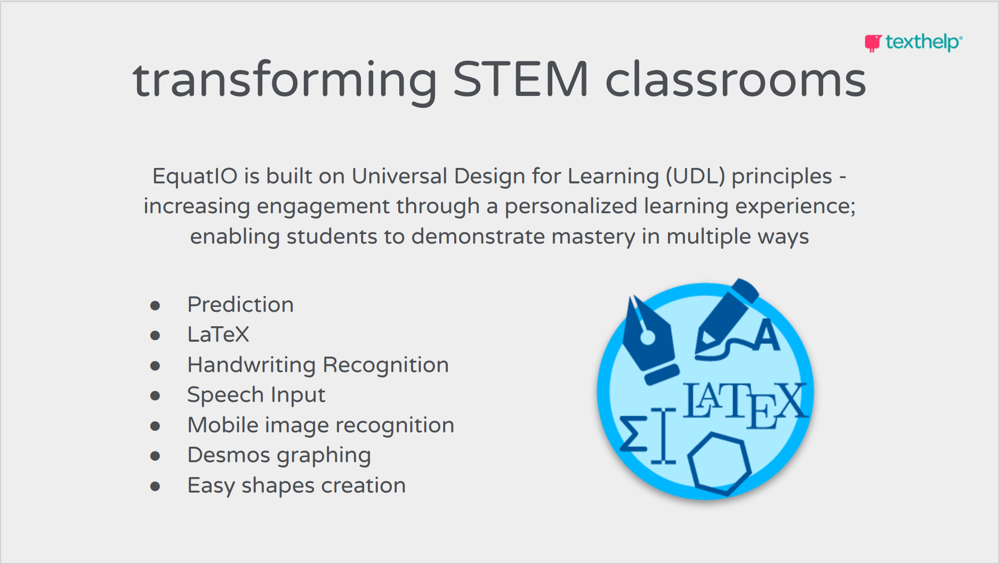 texthelp®
transforming STEM classrooms
EquatIO is built on Universal Design for Learning (UDL) principles -
increasing engagement through a personalized learning experience;
enabling students to demonstrate mastery in multiple ways
● Prediction
● LaTeX
● Handwriting Recognition
● Speech Input
● Mobile image recognition
● Desmos graphing
● Easy shapes creation
A
LATEX
Σ